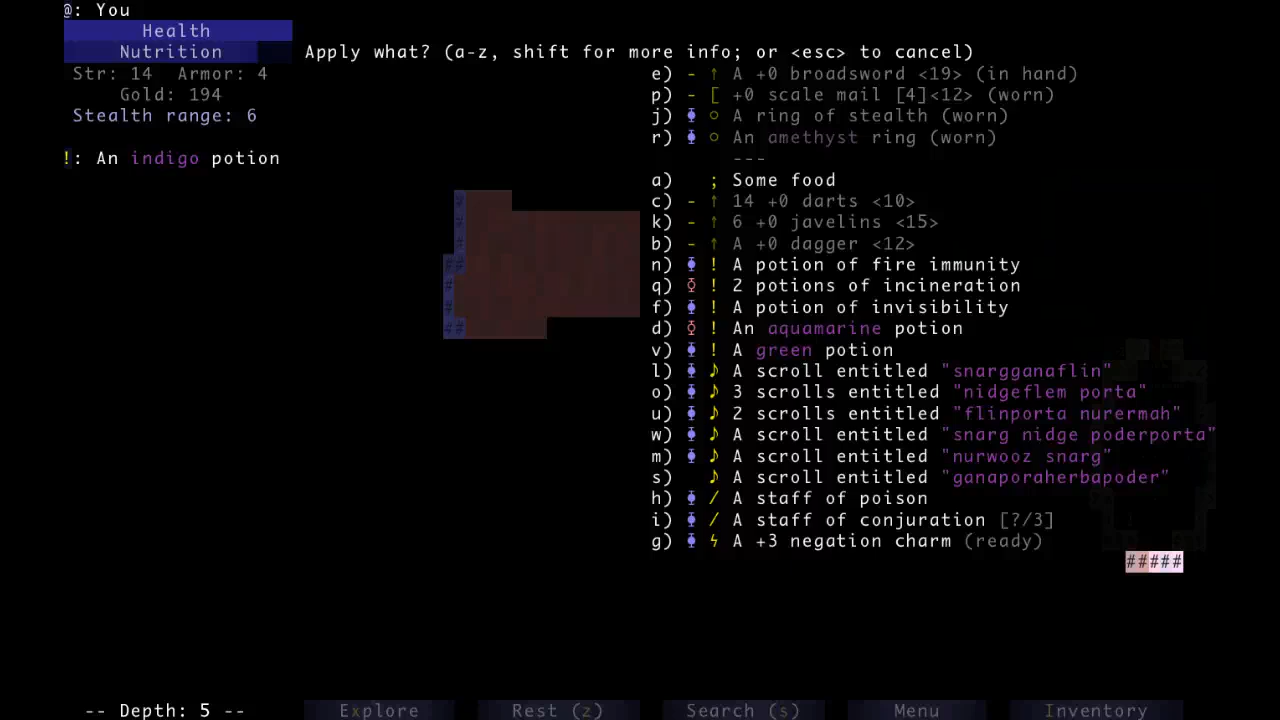 @: You
Health
Nutrition
Str: 14 Armor: 4
Gold: 194
Stealth range: 6
!: An indigo potion
Apply what? (a-z, shift for more info; or <esc> to cancel)
e) - ↑ A +0 broadsword <19> (in hand)
p) - [ +0 scale mail [4]<12> (worn)
j) ○ A ring of stealth (worn)
r) ○ An amethyst ring (worn)
---
a) ; Some food
c) - ↑ 14 +0 darts <10>
k) - ↑ 6 +0 javelins <15>
b) - ↑ A +0 dagger <12>
n) ! A potion of fire immunity
q) ! 2 potions of incineration
f) ! A potion of invisibility
d) ! An aquamarine potion
v) ! A green potion
l) ♪ A scroll entitled "snargganaflin"
o) ♪ 3 scrolls entitled "nidgeflem porta"
u) ♪ 2 scrolls entitled "flinporta nurermah"
w) ♪ A scroll entitled "snarg nidge poderporta"
m) ♪ A scroll entitled "nurwooz snarg"
s) ♪ A scroll entitled "ganaporaherbapoder"
h) / A staff of poison
i) / A staff of conjuration [?/3]
g) ϟ A +3 negation charm (ready)
#####
-- Depth: 5 --
Explore
Rest (z)
Search (s)
Menu
Inventory